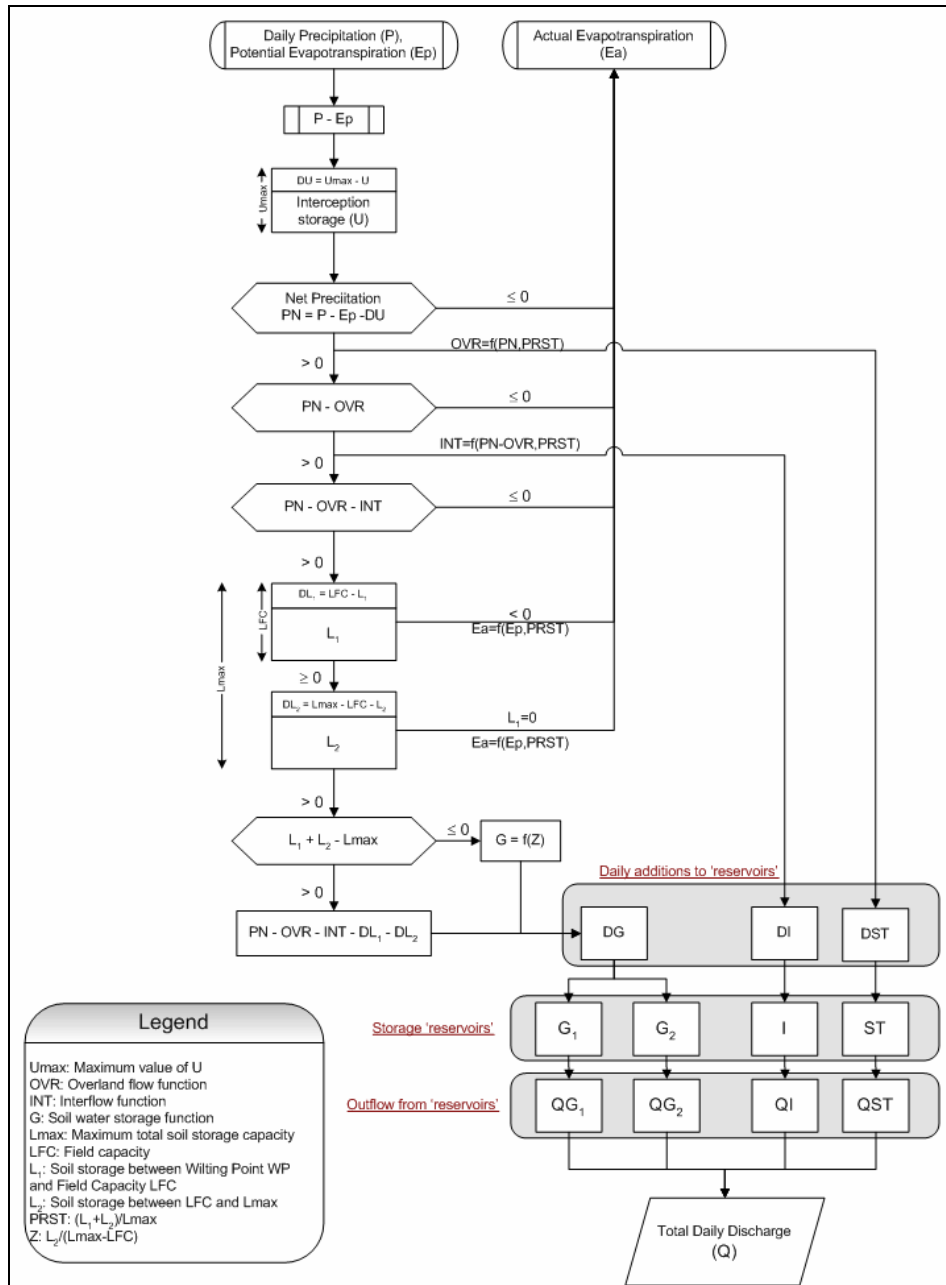 Daily Precipitation (P),
Potential Evapotranspiration (Ep)
Actual Evapotranspiration
(Ea)
P - Ep
Umax
DU = Umax - U
Interception
storage (U)
Net Preciitation
PN = P - Ep -DU
≤ 0
OVR=f(PN,PRST)
> 0
PN - OVR
≤ 0
INT=f(PN-OVR,PRST)
> 0
PN - OVR - INT
≤ 0
> 0
Lmax
LFC
DL₁ = LFC - L₁
L₁
< 0
Ea=f(Ep,PRST)
≥ 0
DL₂ = Lmax - LFC - L₂
L₂
L₁=0
Ea=f(Ep,PRST)
> 0
L₁ + L₂ - Lmax
≤ 0
G = f(Z)
> 0
PN - OVR - INT - DL₁ - DL₂
Daily additions to 'reservoirs'
DG
DI
DST
Storage 'reservoirs'
G₁
G₂
I
ST
Outflow from 'reservoirs'
QG₁
QG₂
QI
QST
Total Daily Discharge
(Q)
Legend
Umax: Maximum value of U
OVR: Overland flow function
INT: Interflow function
G: Soil water storage function
Lmax: Maximum total soil storage capacity
LFC: Field capacity
L₁: Soil storage between Wilting Point WP
and Field Capacity LFC
L₂: Soil storage between LFC and Lmax
PRST: (L₁+L₂)/Lmax
Z: L₂/(Lmax-LFC)